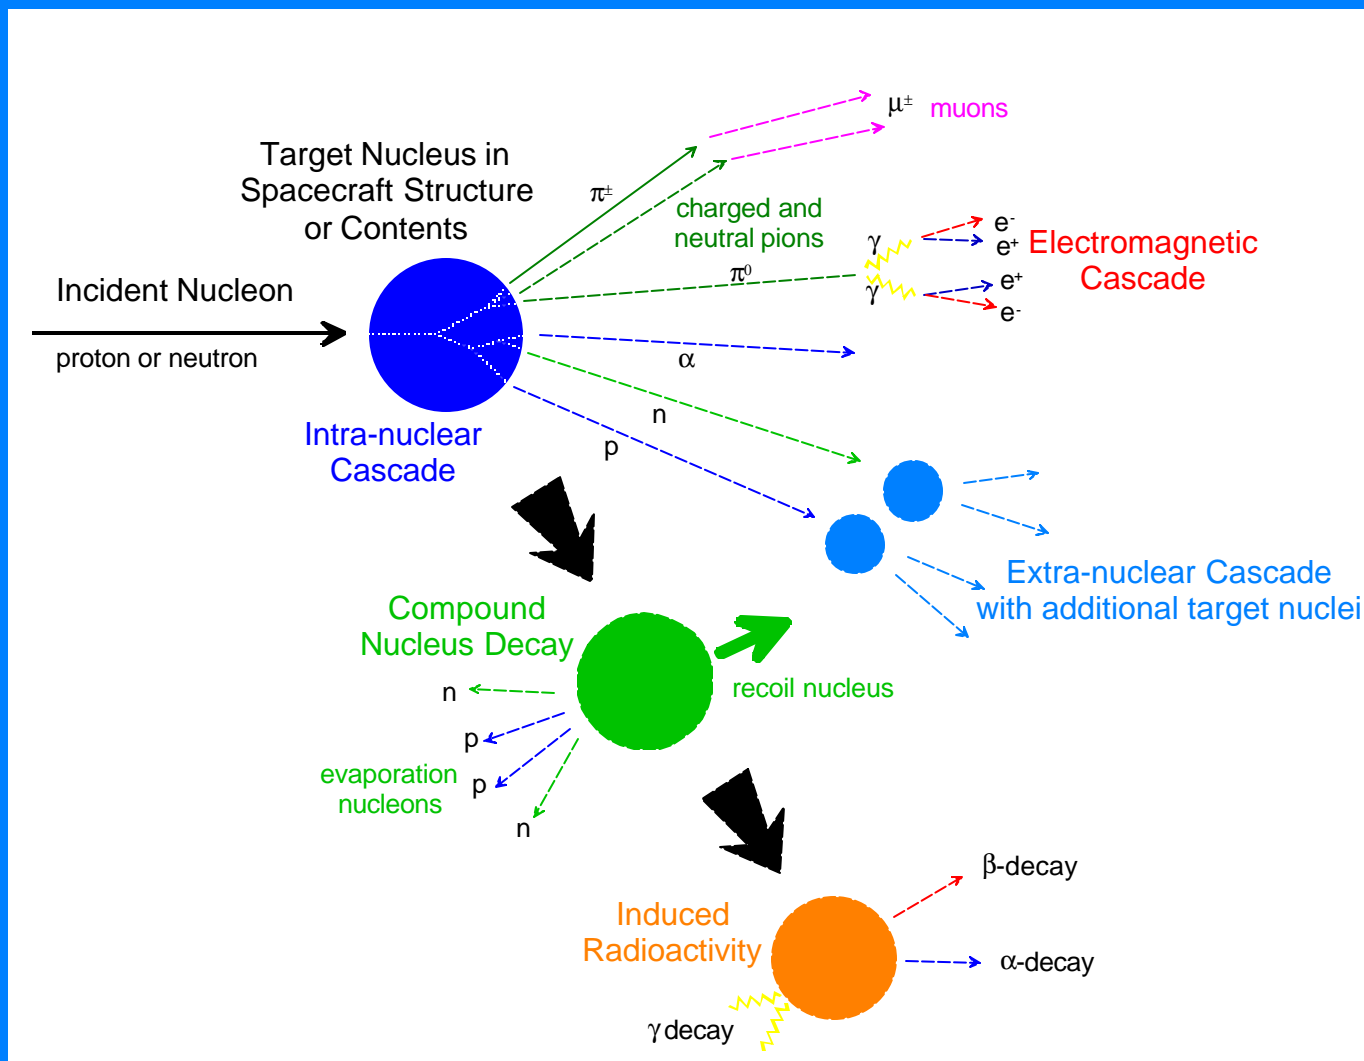 μ±
muons
Target Nucleus in
Spacecraft Structure
or Contents
π±
charged and
neutral pions
e-
γ
e+
Electromagnetic
Cascade
π0
Incident Nucleon
e+
γ
e-
proton or neutron
α
n
p
Intra-nuclear
Cascade
Extra-nuclear Cascade
with additional target nuclei
Compound
Nucleus Decay
recoil nucleus
n
p
evaporation
nucleons
p
n
β-decay
Induced
Radioactivity
α-decay
γ decay